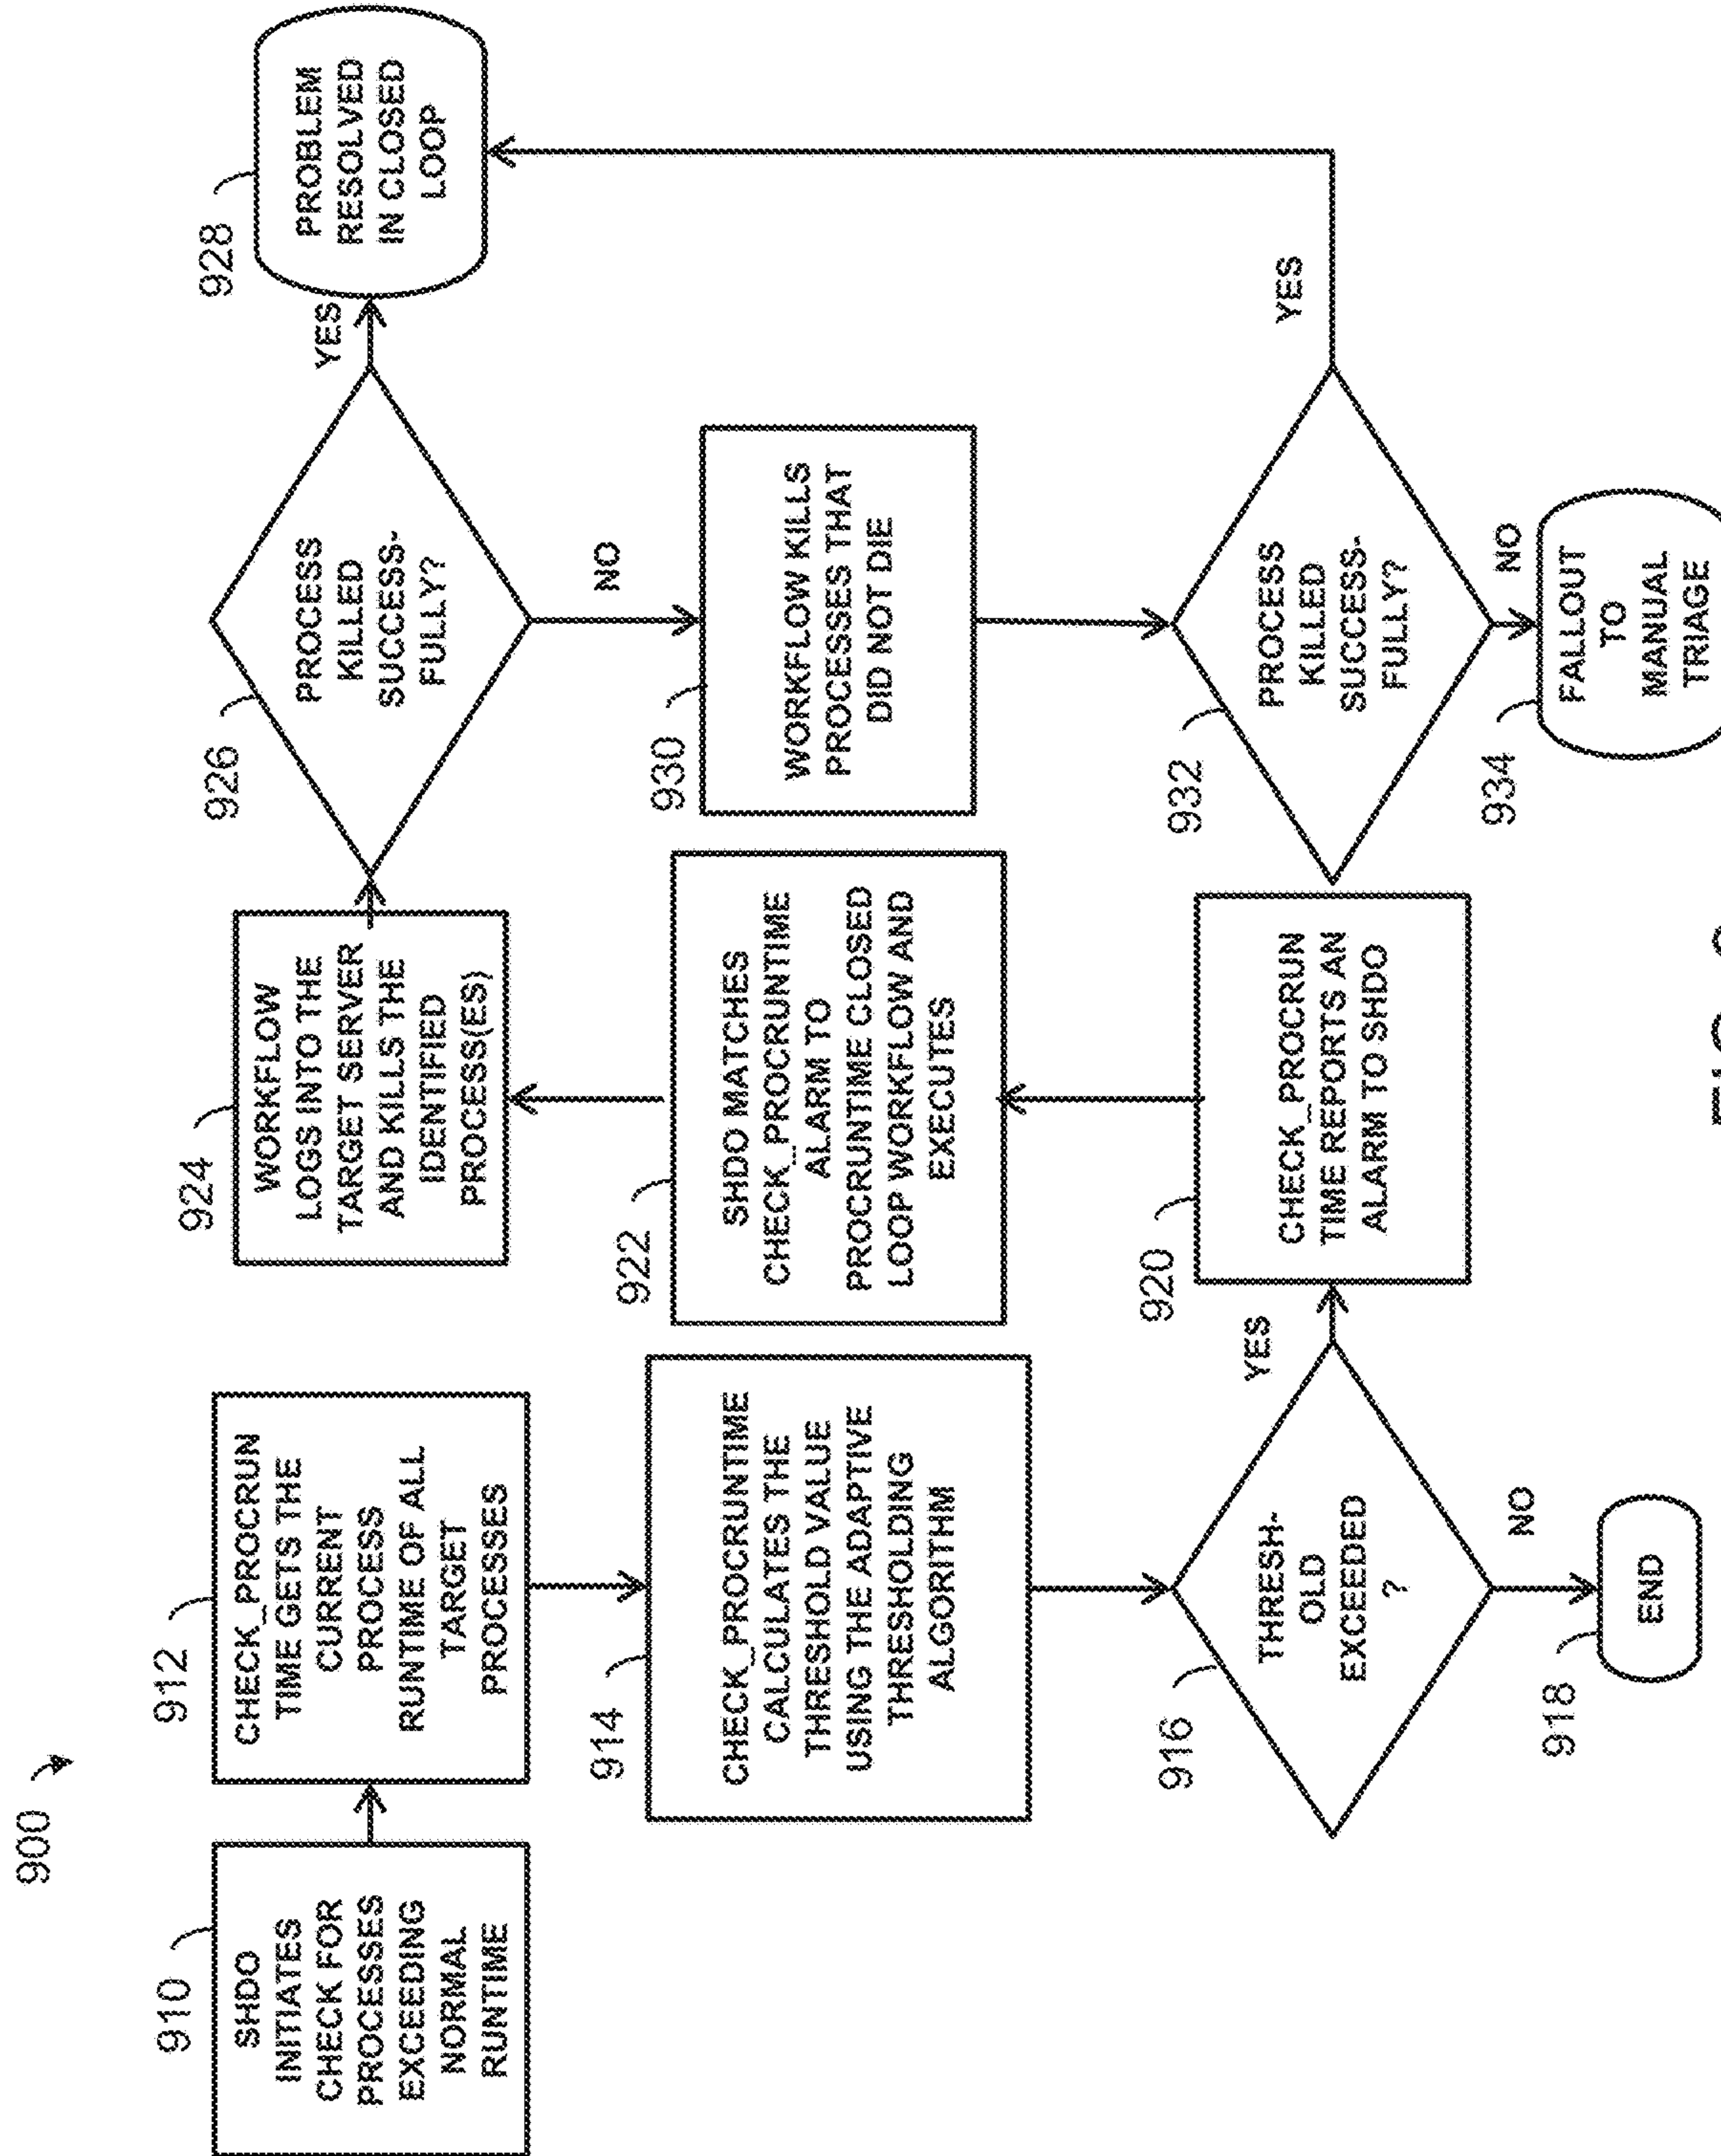 900
910
SHDO
INITIATES
CHECK FOR
PROCESSES
EXCEEDING
NORMAL
RUNTIME
912
CHECK_PROCRUN
TIME GETS THE
CURRENT
PROCESS
RUNTIME OF ALL
TARGET
PROCESSES
914
CHECK_PROCRUNTIME
CALCULATES THE
THRESHOLD VALUE
USING THE ADAPTIVE
THRESHOLDING
ALGORITHM
916
THRESH-
OLD
EXCEEDED
?
NO
918
END
YES
920
CHECK_PROCRUN
TIME REPORTS AN
ALARM TO SHDO
922
SHDO MATCHES
CHECK_PROCRUNTIME
ALARM TO
PROCRUNTIME CLOSED
LOOP WORKFLOW AND
EXECUTES
924
WORKFLOW
LOGS INTO THE
TARGET SERVER
AND KILLS THE
IDENTIFIED
PROCESS(ES)
926
PROCESS
KILLED
SUCCESS-
FULLY?
YES
928
PROBLEM
RESOLVED
IN CLOSED
LOOP
NO
930
WORKFLOW KILLS
PROCESSES THAT
DID NOT DIE
932
PROCESS
KILLED
SUCCESS-
FULLY?
YES
NO
934
FALLOUT
TO
MANUAL
TRIAGE